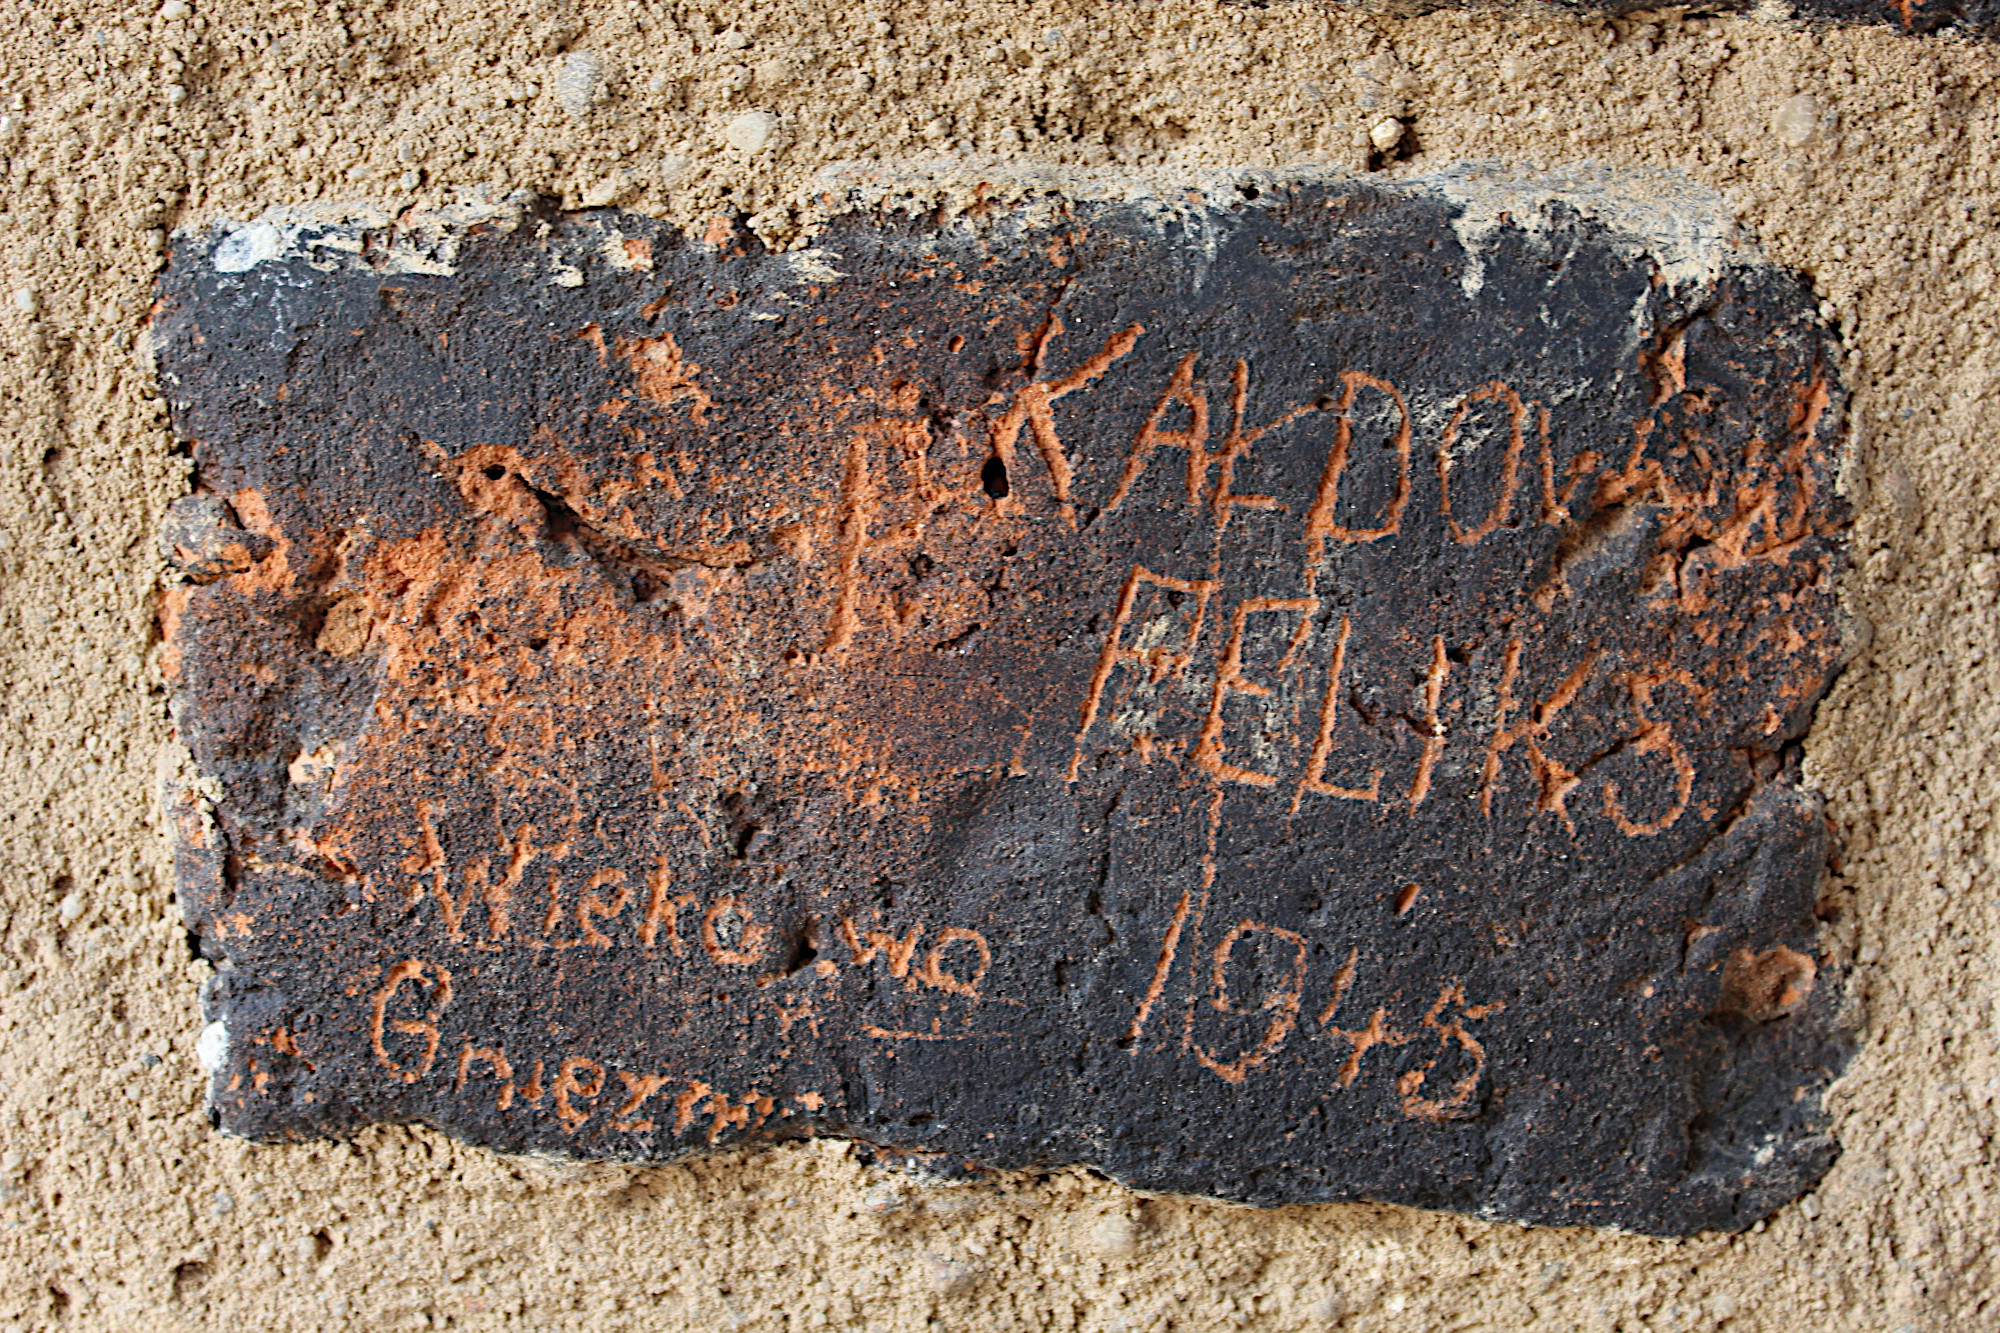 KAŁDOWSKI
FELIKS
Wiekowo
1945
Gniezno